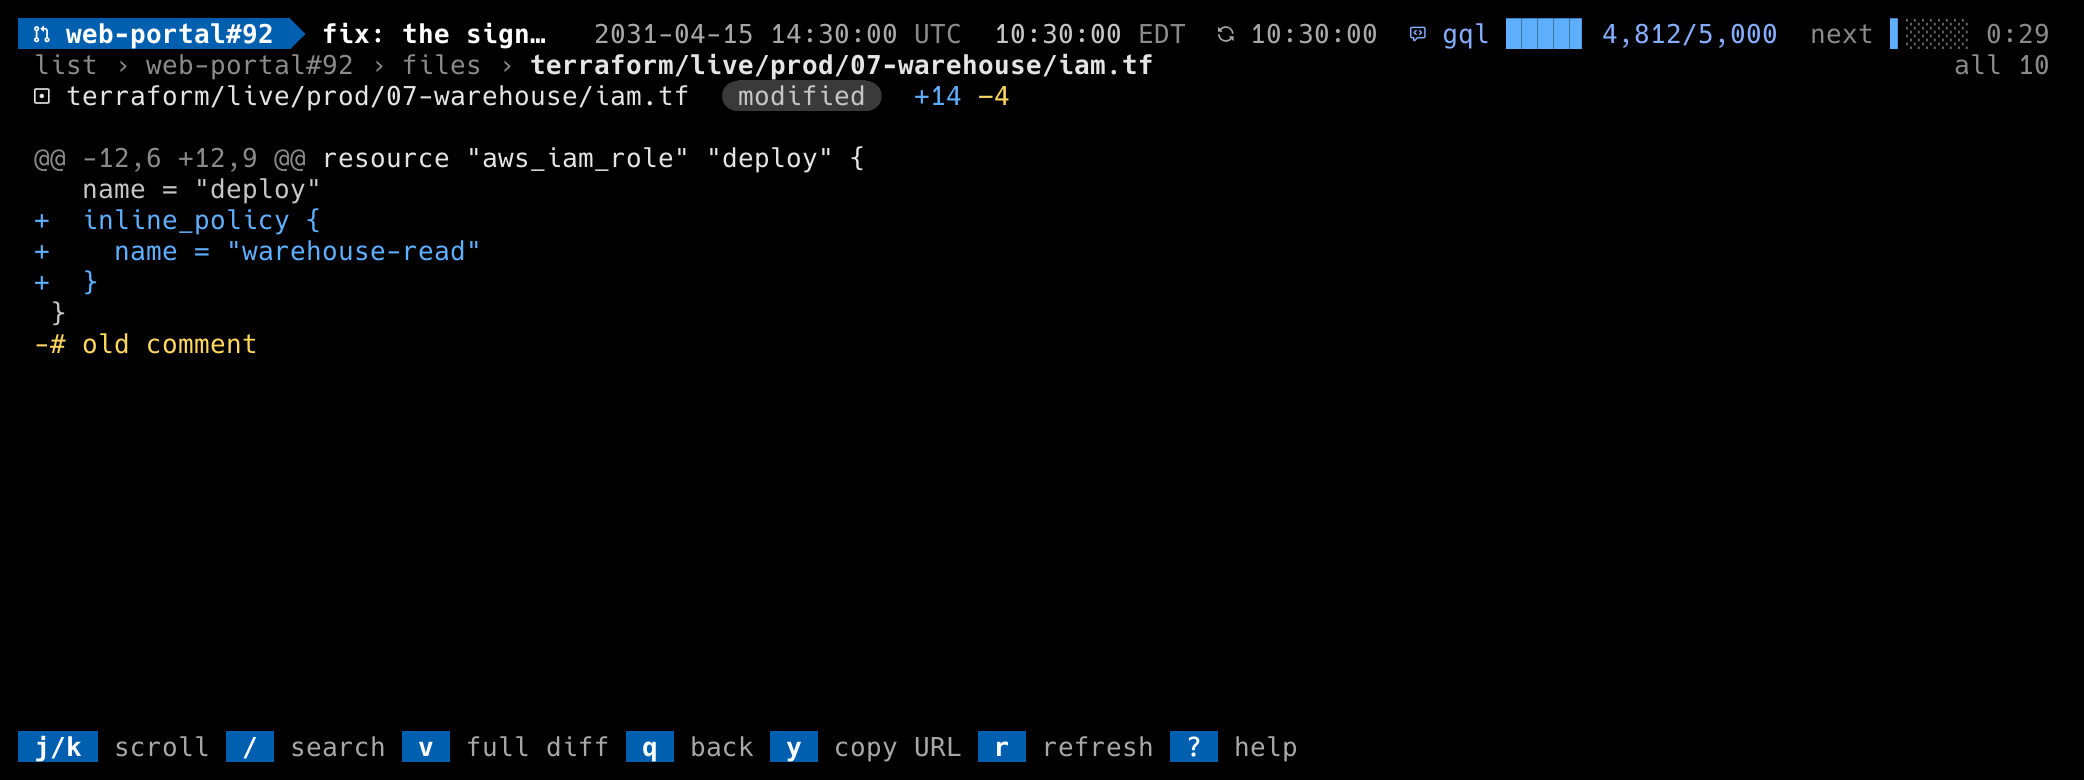 web-portal#92 fix: the sign… 2031-04-15 14:30:00 UTC 10:30:00 EDT 10:30:00 gql 4,812/5,000 next 0:29
list › web-portal#92 › files › terraform/live/prod/07-warehouse/iam.tf all 10
terraform/live/prod/07-warehouse/iam.tf modified +14 -4
@@ -12,6 +12,9 @@ resource "aws_iam_role" "deploy" {
   name = "deploy"
+  inline_policy {
+    name = "warehouse-read"
+  }
 }
-# old comment
j/k scroll / search v full diff q back y copy URL r refresh ? help